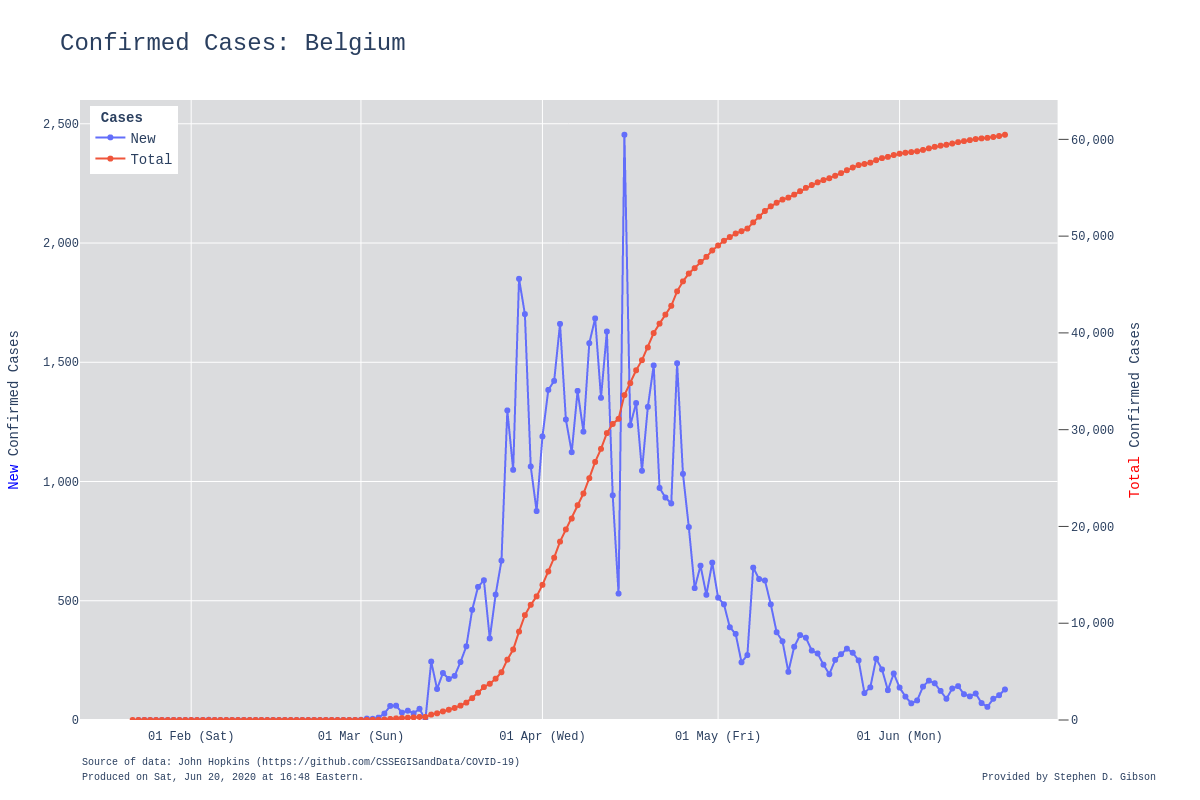 Confirmed Cases: Belgium
Cases
New
Total
2,500
2,000
1,500
1,000
500
0
New Confirmed Cases
60,000
50,000
40,000
30,000
20,000
10,000
0
Total Confirmed Cases
01 Feb (Sat)
01 Mar (Sun)
01 Apr (Wed)
01 May (Fri)
01 Jun (Mon)
Source of data: John Hopkins (https://github.com/CSSEGISandData/COVID-19)
Produced on Sat, Jun 20, 2020 at 16:48 Eastern.
Provided by Stephen D. Gibson